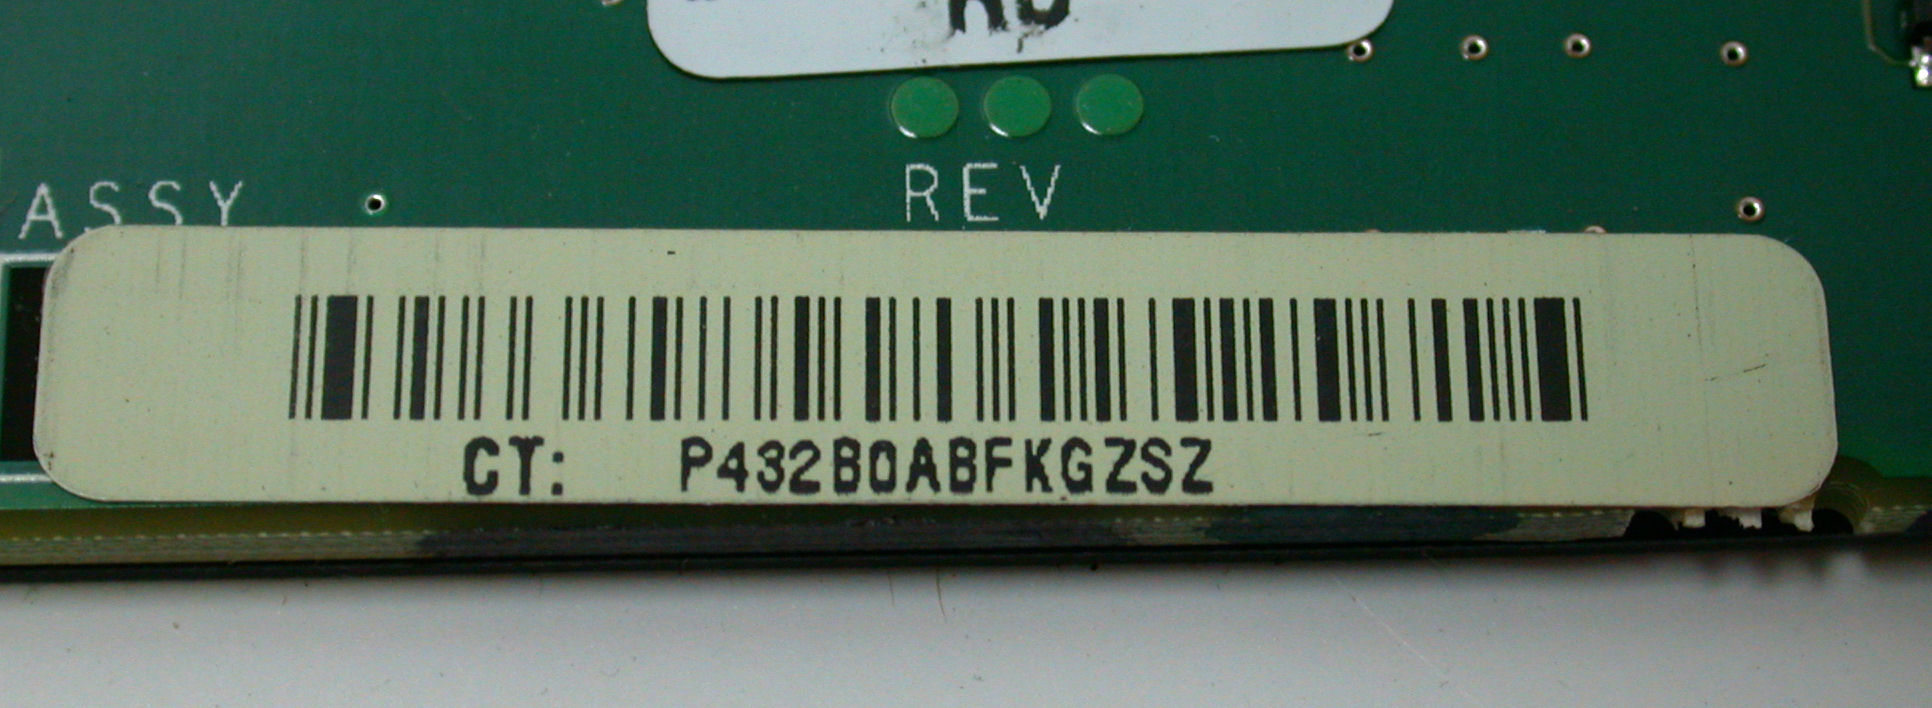 ASSY
REV
CT: P432B0ABFKGZSZ